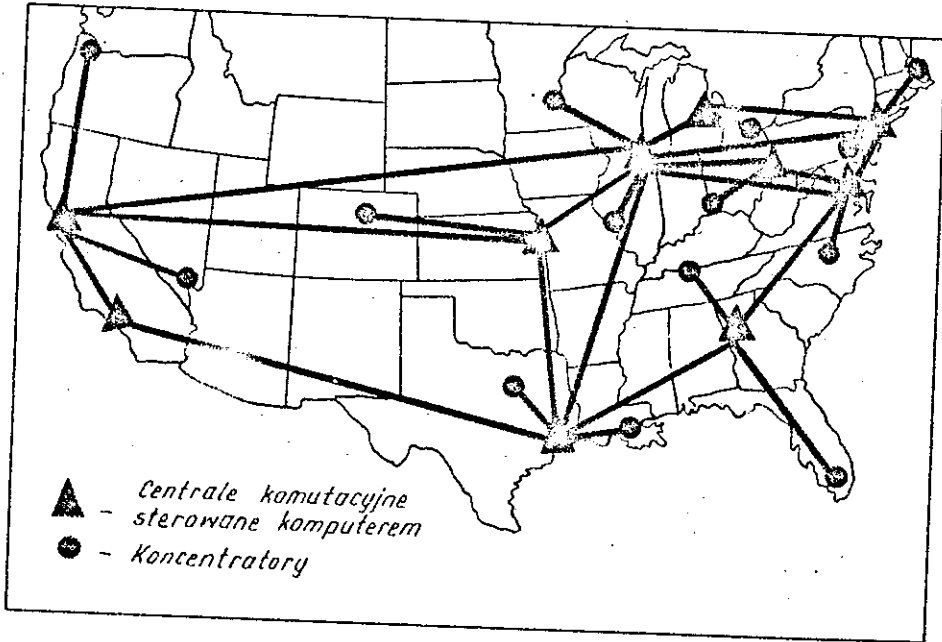 Centrale komutacyjne
- sterowane komputerem
- Koncentratory